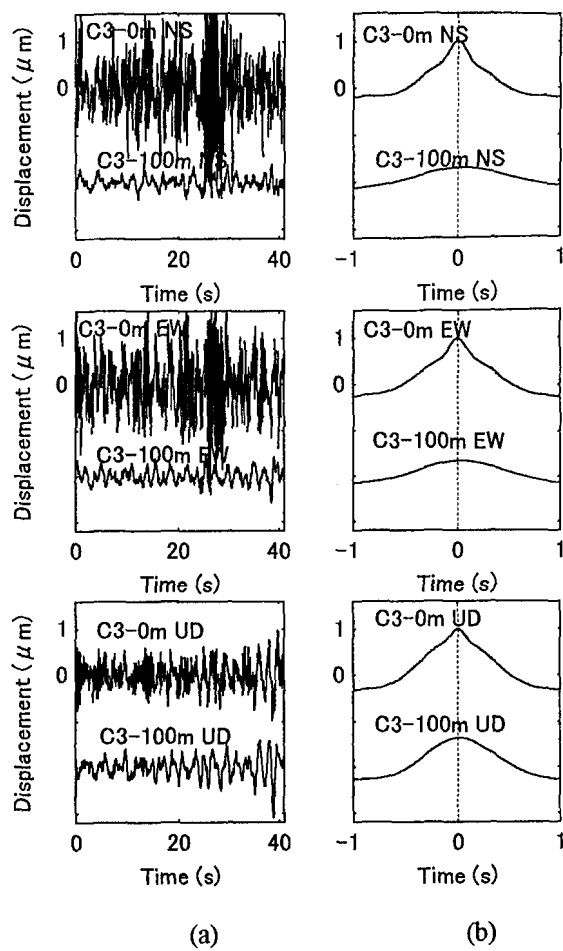 C3-0m NS
C3-100m NS
Displacement (μm)
1
0
0 20 40
Time (s)
C3-0m NS
C3-100m NS
-1 0 1
Time (s)
C3-0m EW
C3-100m EW
Displacement (μm)
1
0
0 20 40
Time (s)
C3-0m EW
C3-100m EW
Displacement (μm)
1
0
-1 0 1
Time (s)
C3-0m UD
C3-100m UD
Displacement (μm)
1
0
0 20 40
Time (s)
C3-0m UD
C3-100m UD
Displacement (μm)
1
0
-1 0 1
Time (s)
(a)
(b)